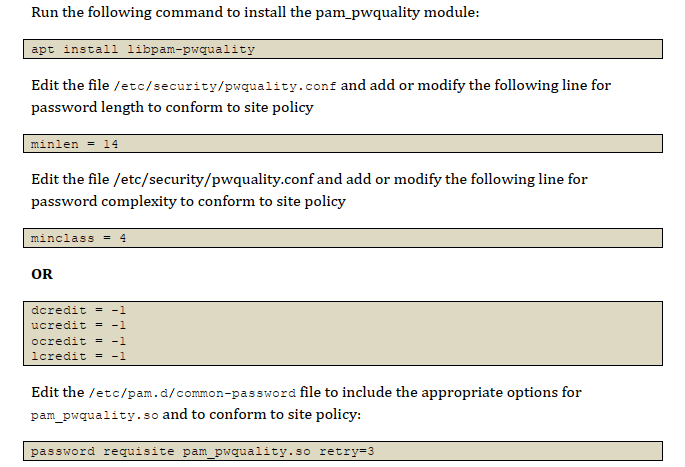 Run the following command to install the pam_pwquality module:
apt install libpam-pwquality
Edit the file /etc/security/pwquality.conf and add or modify the following line for
password length to conform to site policy
minlen = 14
Edit the file /etc/security/pwquality.conf and add or modify the following line for
password complexity to conform to site policy
minclass = 4
OR
dcredit = -1
ucredit = -1
ocredit = -1
lcredit = -1
Edit the /etc/pam.d/common-password file to include the appropriate options for
pam_pwquality.so and to conform to site policy:
password requisite pam_pwquality.so retry=3